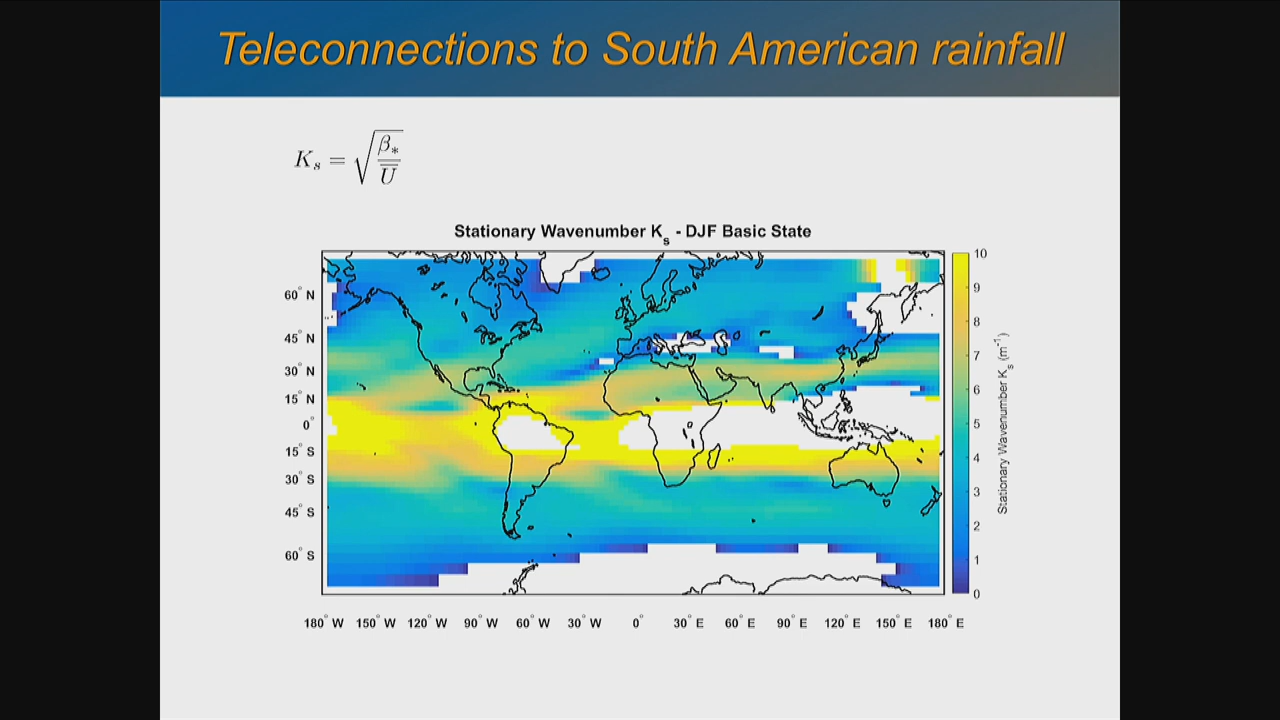 Teleconnections to South American rainfall
K_s = √(β_* / U̅)
Stationary Wavenumber K_s - DJF Basic State
60° N
45° N
30° N
15° N
0°
15° S
30° S
45° S
60° S
180° W 150° W 120° W 90° W 60° W 30° W 0° 30° E 60° E 90° E 120° E 150° E 180° E
10
9
8
7
6
5
4
3
2
1
0
Stationary Wavenumber K_s (m⁻¹)